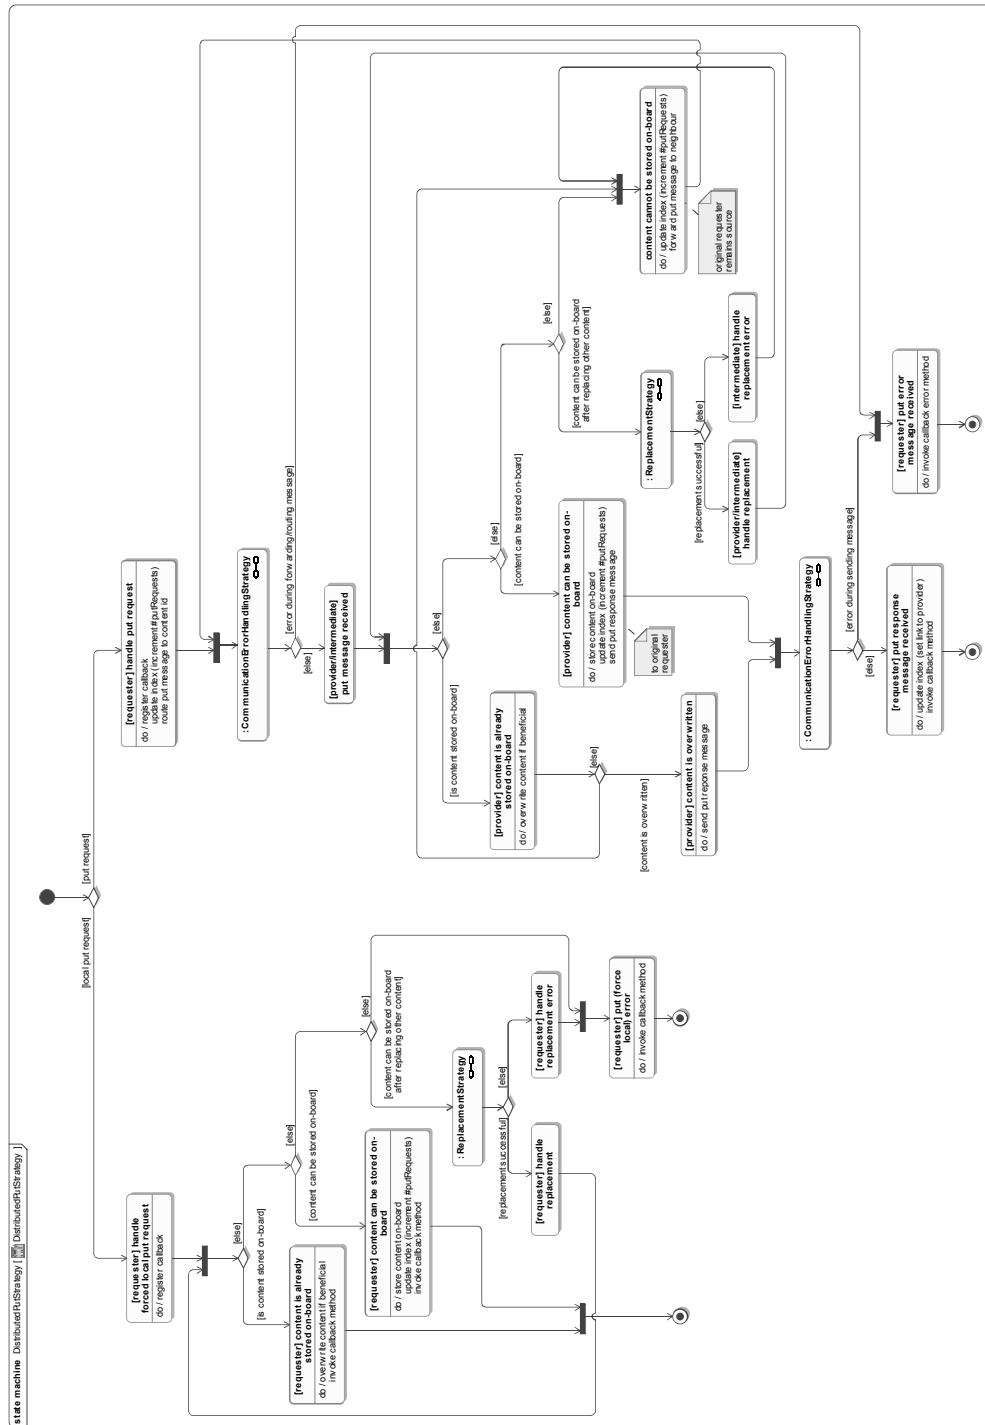 state machine DistributedPutStrategy [ DistributedPutStrategy ]
[local put request]
[put request]
[requester] handle
forced local put request
do / register callback
[is content stored on-board]
[else]
[requester] content is already
stored on-board
do / overwrite content if beneficial
invoke callback method
[content can be stored on-board]
[else]
[requester] content can be stored on-
board
do / store content on-board
update index (increment #putRequests)
invoke callback method
[content can be stored on-board
after replacing other content]
[else]
: ReplacementStrategy
[replacement successful]
[else]
[requester] handle
replacement
[requester] handle
replacement error
[requester] put (force
local) error
do / invoke callback method
[requester] handle put request
do / register callback
update index (increment #putRequests)
route put message to content id
: CommunicationErrorHandlingStrategy
[error during forwarding/routing message]
[else]
[provider/intermediate]
put message received
[is content stored on-board]
[else]
[provider] content is already
stored on-board
do / overwrite content if beneficial
[else]
[content is overwritten]
[provider] content is overwritten
do / send put reponse message
[content can be stored on-board]
[else]
[provider] content can be stored on-
board
do / store content on-board
update index (increment #putRequests)
send put response message
to original
requester
[content can be stored on-board
after replacing other content]
[else]
: ReplacementStrategy
[replacement successful]
[else]
[provider/intermediate]
handle replacement
[intermediate] handle
replacement error
content cannot be stored on-board
do / update index (increment #putRequests)
forward put message to neighbour
original requester
remains source
: CommunicationErrorHandlingStrategy
[error during sending message]
[else]
[requester] put response
message received
do / update index (set link to provider)
invoke callback method
[requester] put error
message received
do / invoke callback error method